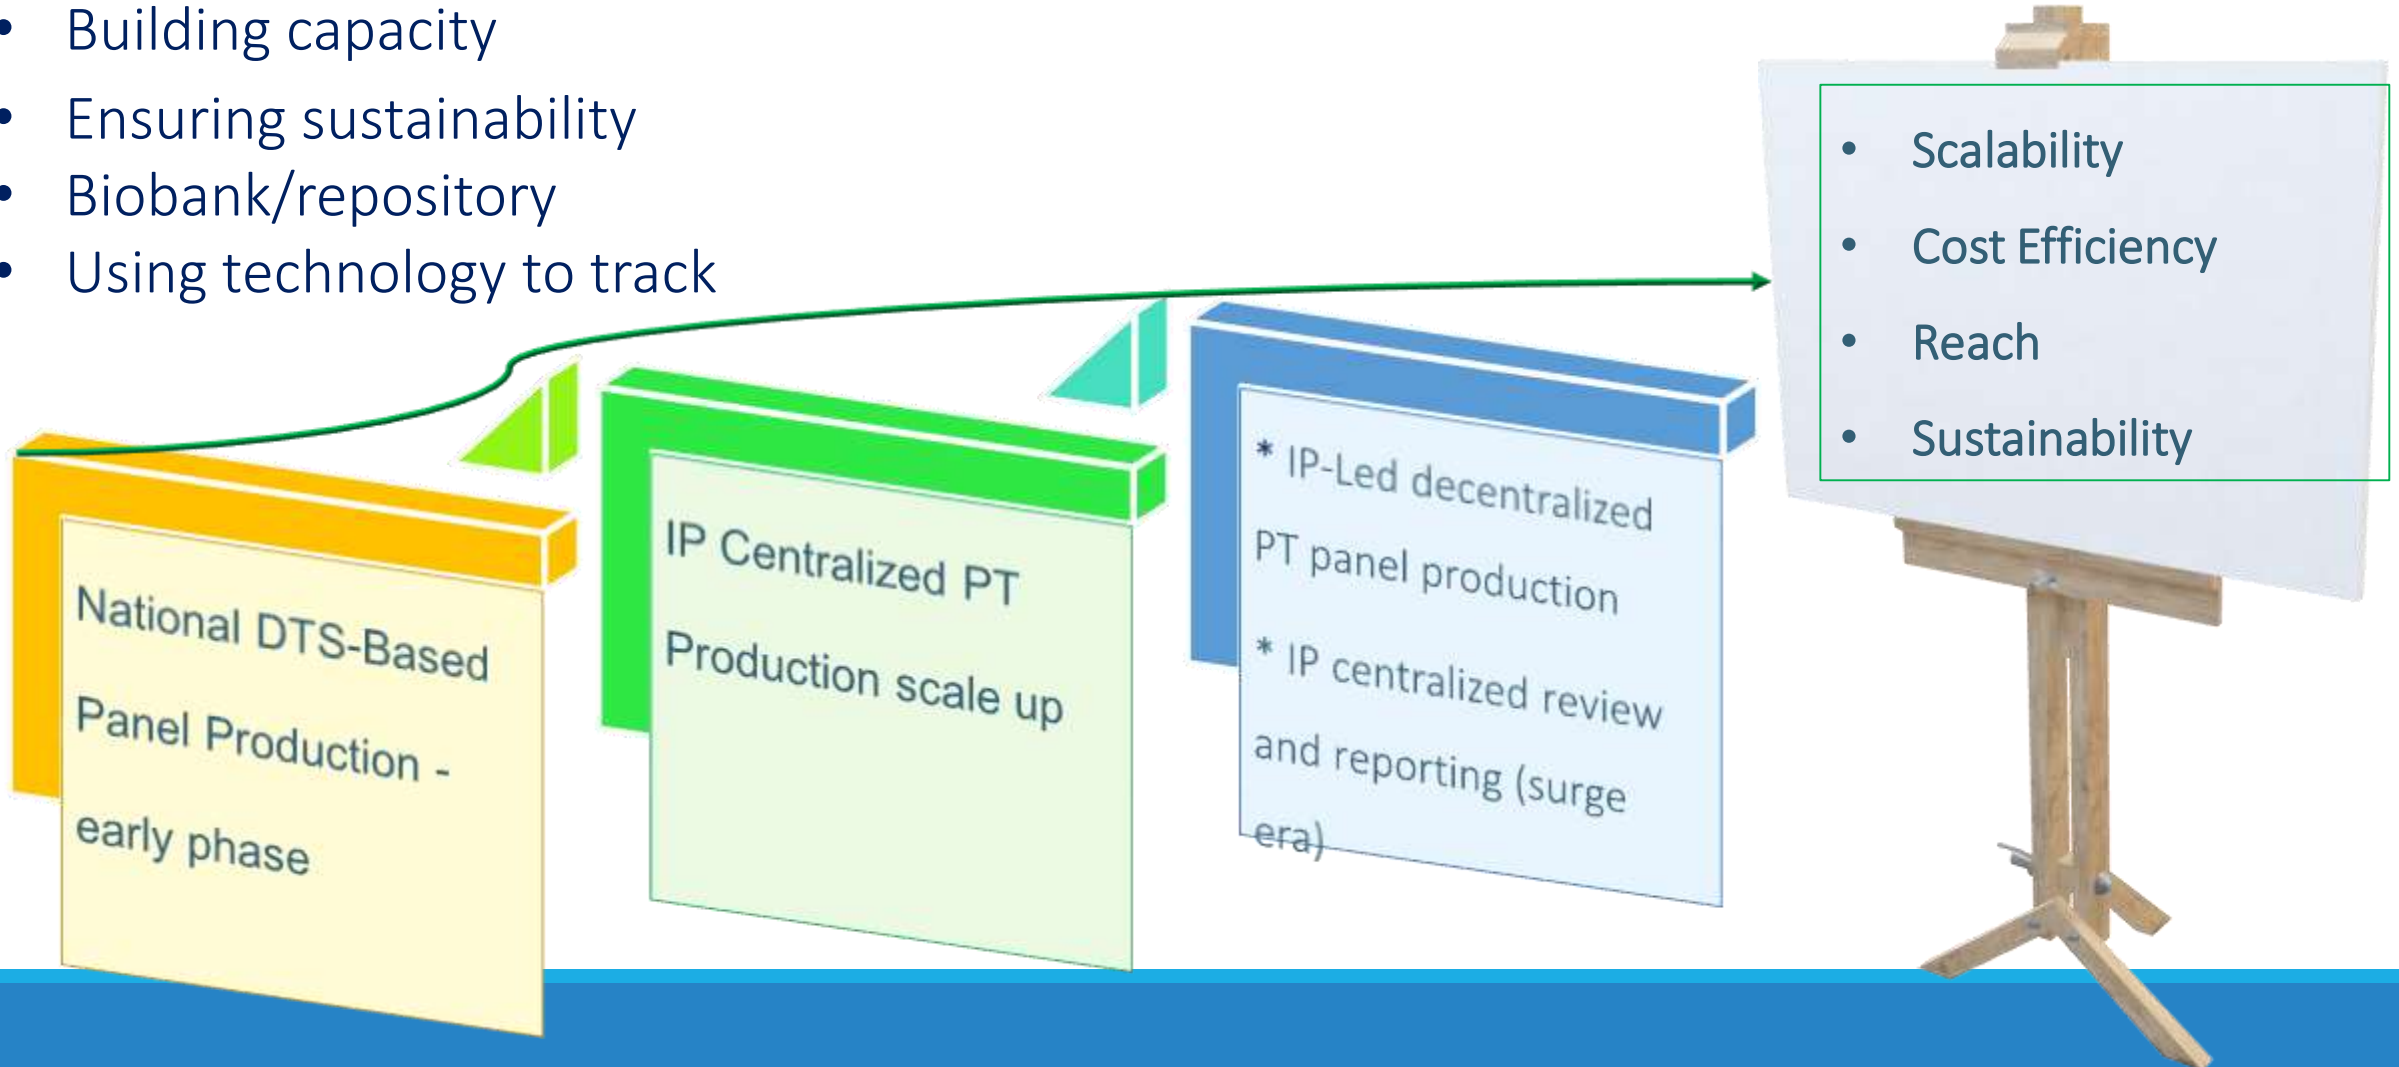 • Building capacity
• Ensuring sustainability
• Biobank/repository
• Using technology to track
National DTS-Based
Panel Production -
early phase
IP Centralized PT
Production scale up
* IP-Led decentralized
PT panel production
* IP centralized review
and reporting (surge
era)
• Scalability
• Cost Efficiency
• Reach
• Sustainability